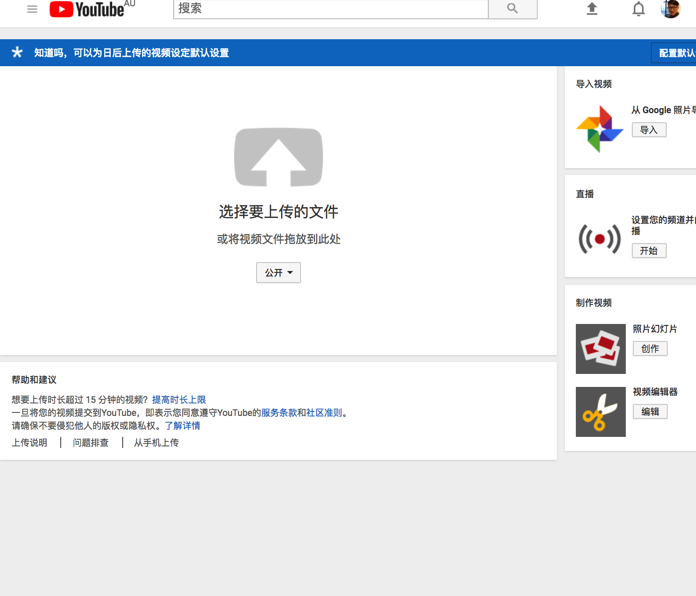 YouTube AU
搜索
知道吗，可以为日后上传的视频设定默认设置
配置默认
选择要上传的文件
或将视频文件拖放到此处
公开
帮助和建议
想要上传时长超过 15 分钟的视频？提高时长上限
一旦将您的视频提交到YouTube，即表示您同意遵守YouTube的服务条款和社区准则。
请确保不要侵犯他人的版权或隐私权。了解详情
上传说明 | 问题排查 | 从手机上传
导入视频
从 Google 照片导
导入
直播
设置您的频道并
播
开始
制作视频
照片幻灯片
创作
视频编辑器
编辑